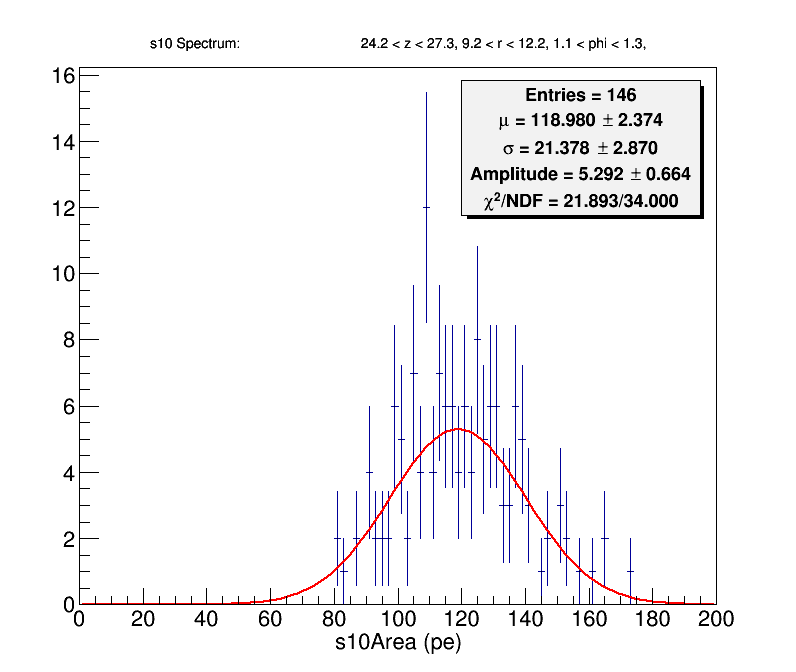 s10 Spectrum: 24.2 < z < 27.3, 9.2 < r < 12.2, 1.1 < phi < 1.3,
Entries = 146
μ = 118.980 ± 2.374
σ = 21.378 ± 2.870
Amplitude = 5.292 ± 0.664
χ²/NDF = 21.893/34.000
16
14
12
10
8
6
4
2
0
0 20 40 60 80 100 120 140 160 180 200
s10Area (pe)